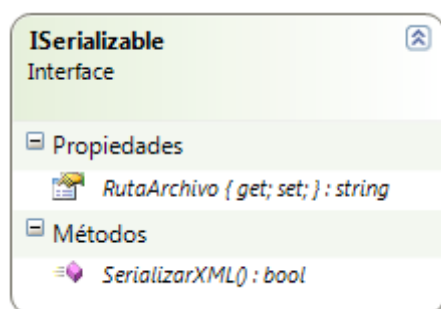 ISerializable
Interface
Propiedades
RutaArchivo { get; set; } : string
Métodos
SerializarXML() : bool